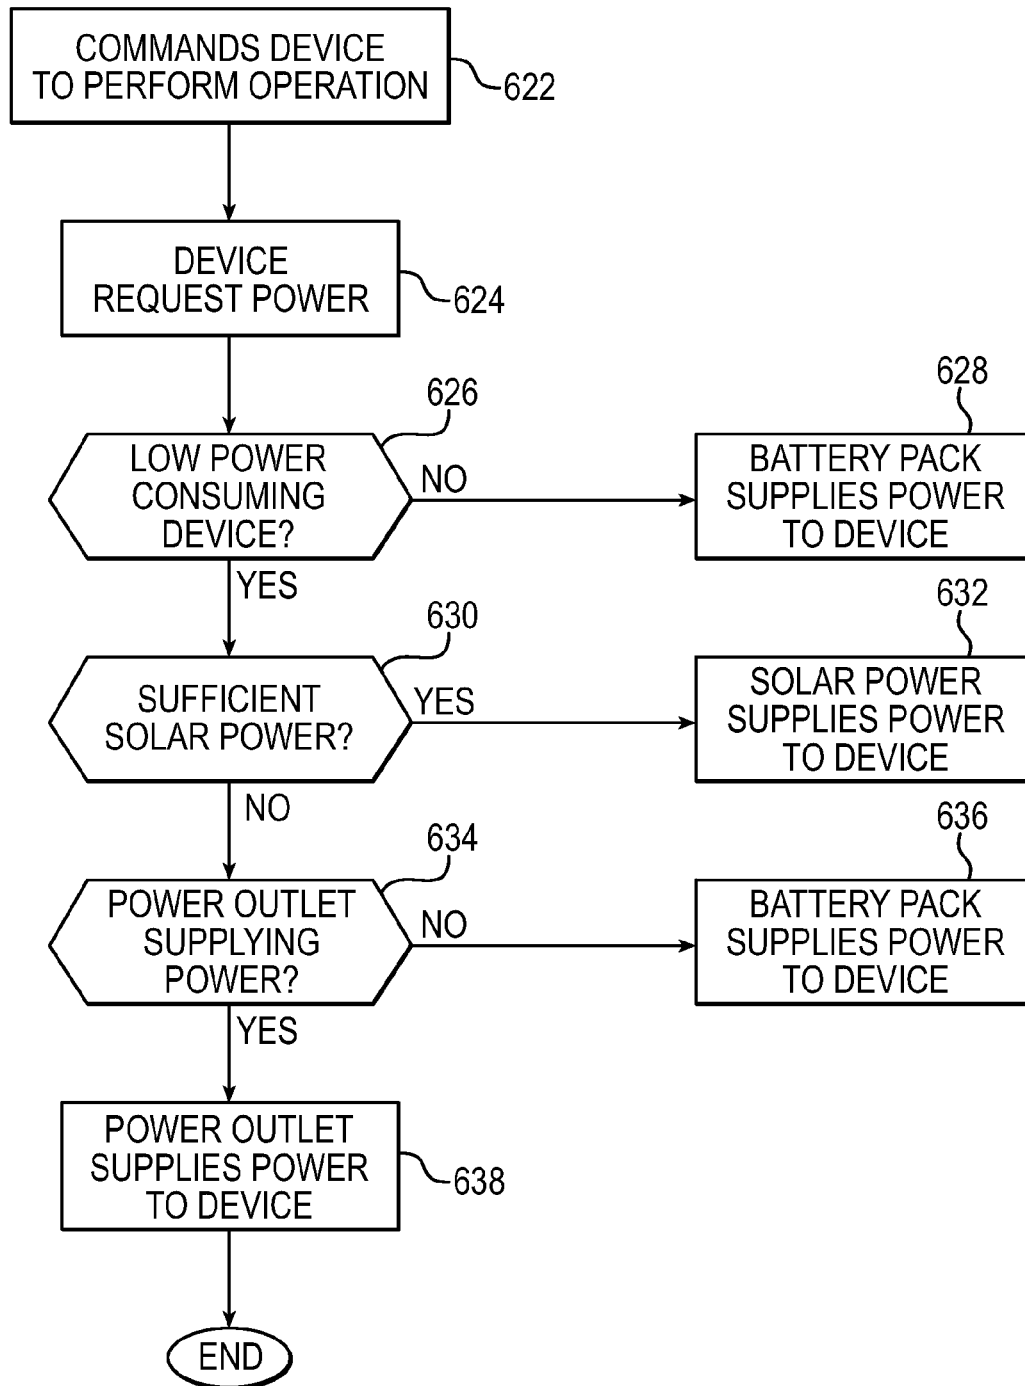 COMMANDS DEVICE
TO PERFORM OPERATION
622
DEVICE
REQUEST POWER
624
626
LOW POWER
CONSUMING
DEVICE?
NO
628
BATTERY PACK
SUPPLIES POWER
TO DEVICE
YES
630
SUFFICIENT
SOLAR POWER?
YES
632
SOLAR POWER
SUPPLIES POWER
TO DEVICE
NO
634
POWER OUTLET
SUPPLYING
POWER?
NO
636
BATTERY PACK
SUPPLIES POWER
TO DEVICE
YES
POWER OUTLET
SUPPLIES POWER
TO DEVICE
638
END